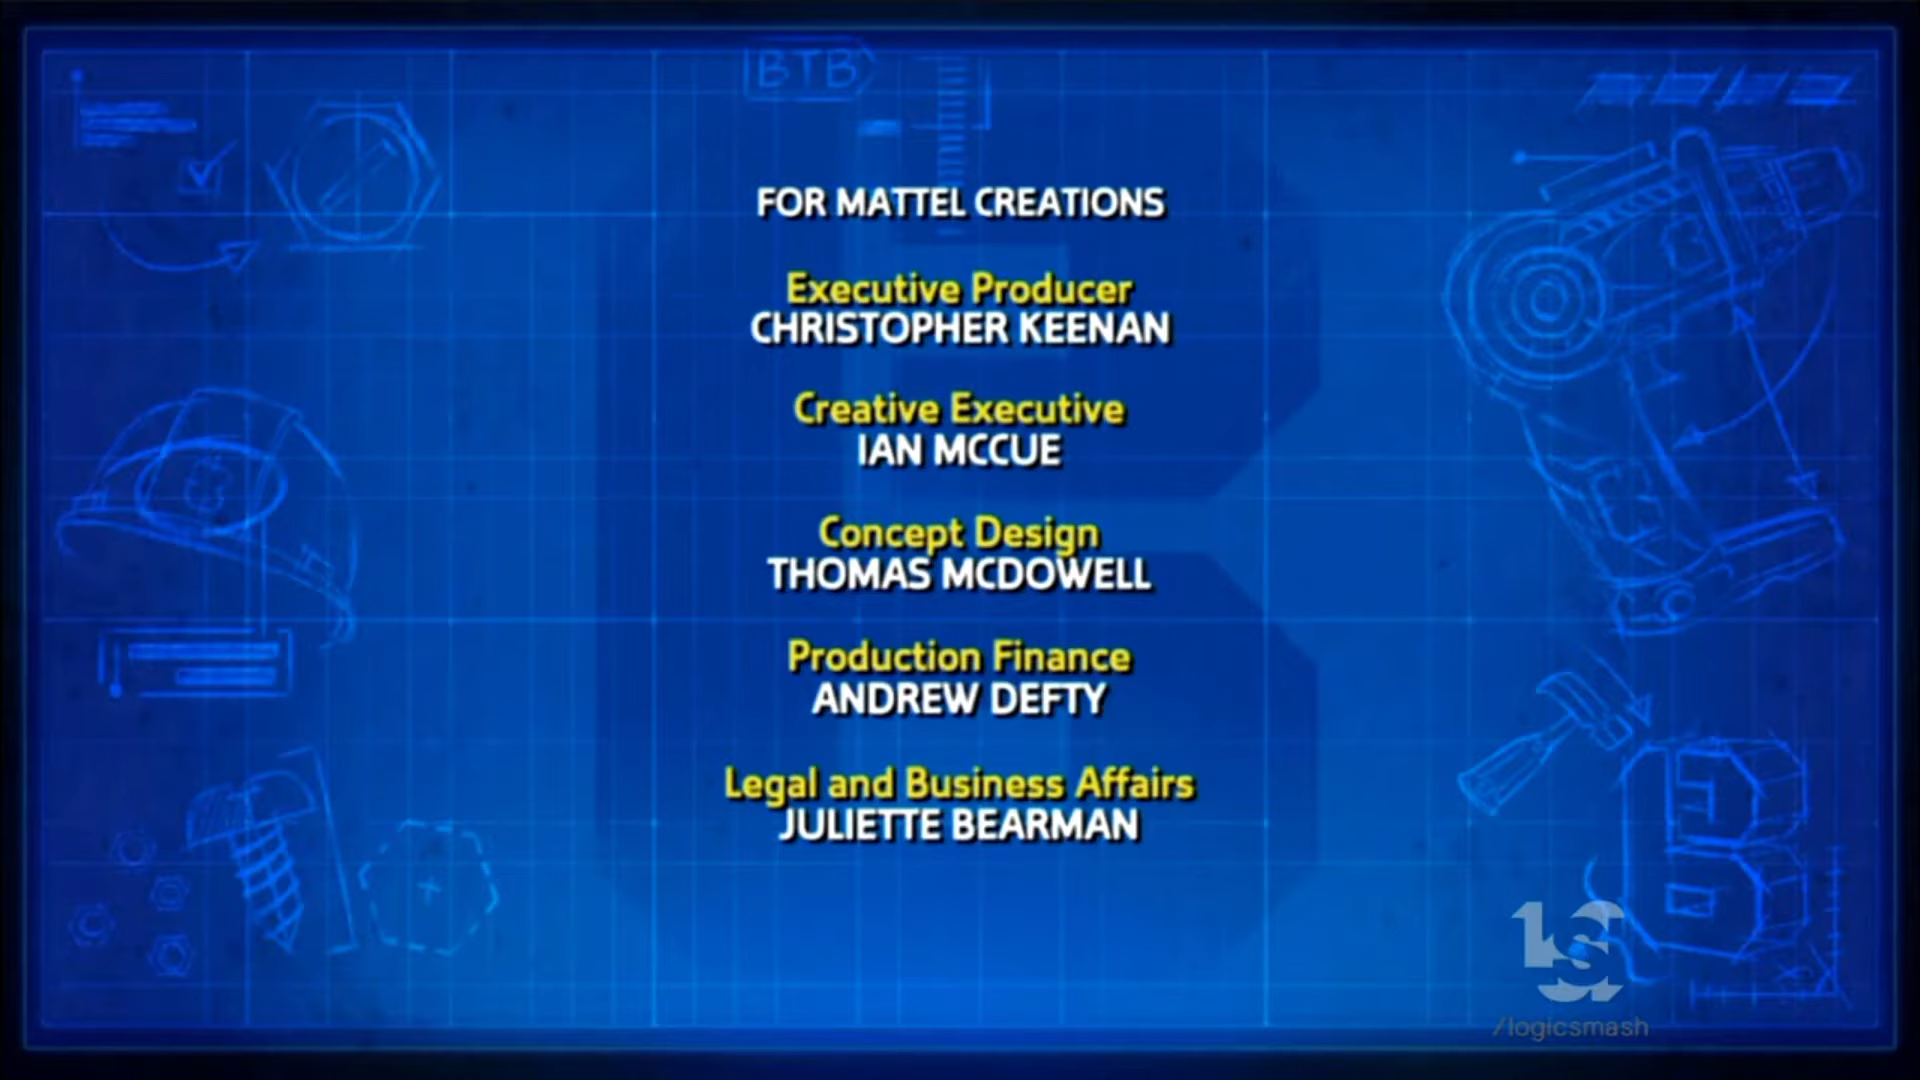 BTB
FOR MATTEL CREATIONS
Executive Producer
CHRISTOPHER KEENAN
Creative Executive
IAN MCCUE
Concept Design
THOMAS MCDOWELL
Production Finance
ANDREW DEFTY
Legal and Business Affairs
JULIETTE BEARMAN
/logicsmash